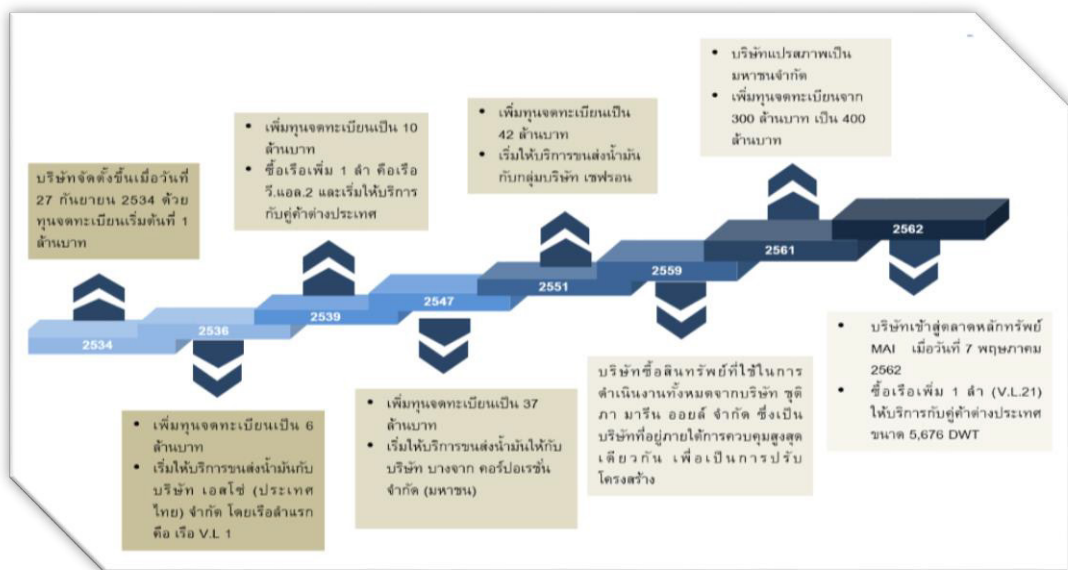 บริษัทจัดตั้งขึ้นเมื่อวันที่
27 กันยายน 2534 ด้วย
ทุนจดทะเบียนเริ่มต้นที่ 1
ล้านบาท
2534
2536
• เพิ่มทุนจดทะเบียนเป็น 6
ล้านบาท
• เริ่มให้บริการขนส่งน้ำมันกับ
บริษัท เอสโซ่ (ประเทศ
ไทย) จำกัด โดยเรือลำแรก
คือ เรือ V.L 1
• เพิ่มทุนจดทะเบียนเป็น 10
ล้านบาท
• ซื้อเรือเพิ่ม 1 ลำ คือเรือ
วี.แอล.2 และเริ่มให้บริการ
กับคู่ค้าต่างประเทศ
2539
2547
• เพิ่มทุนจดทะเบียนเป็น 37
ล้านบาท
• เริ่มให้บริการขนส่งน้ำมันให้กับ
บริษัท บางจาก คอร์ปอเรชั่น
จำกัด (มหาชน)
• เพิ่มทุนจดทะเบียนเป็น
42 ล้านบาท
• เริ่มให้บริการขนส่งน้ำมัน
กับกลุ่มบริษัท เชฟรอน
2551
2559
บริษัทซื้อสินทรัพย์ที่ใช้ในการ
ดำเนินงานทั้งหมดจากบริษัท ชุติ
ภา มารีน ออยล์ จำกัด ซึ่งเป็น
บริษัทที่อยู่ภายใต้การควบคุมสูงสุด
เดียวกัน เพื่อเป็นการปรับ
โครงสร้าง
• บริษัทแปรสภาพเป็น
มหาชนจำกัด
• เพิ่มทุนจดทะเบียนจาก
300 ล้านบาท เป็น 400
ล้านบาท
2561
2562
• บริษัทเข้าสู่ตลาดหลักทรัพย์
MAI เมื่อวันที่ 7 พฤษภาคม
2562
• ซื้อเรือเพิ่ม 1 ลำ (V.L.21)
ให้บริการกับคู่ค้าต่างประเทศ
ขนาด 5,676 DWT